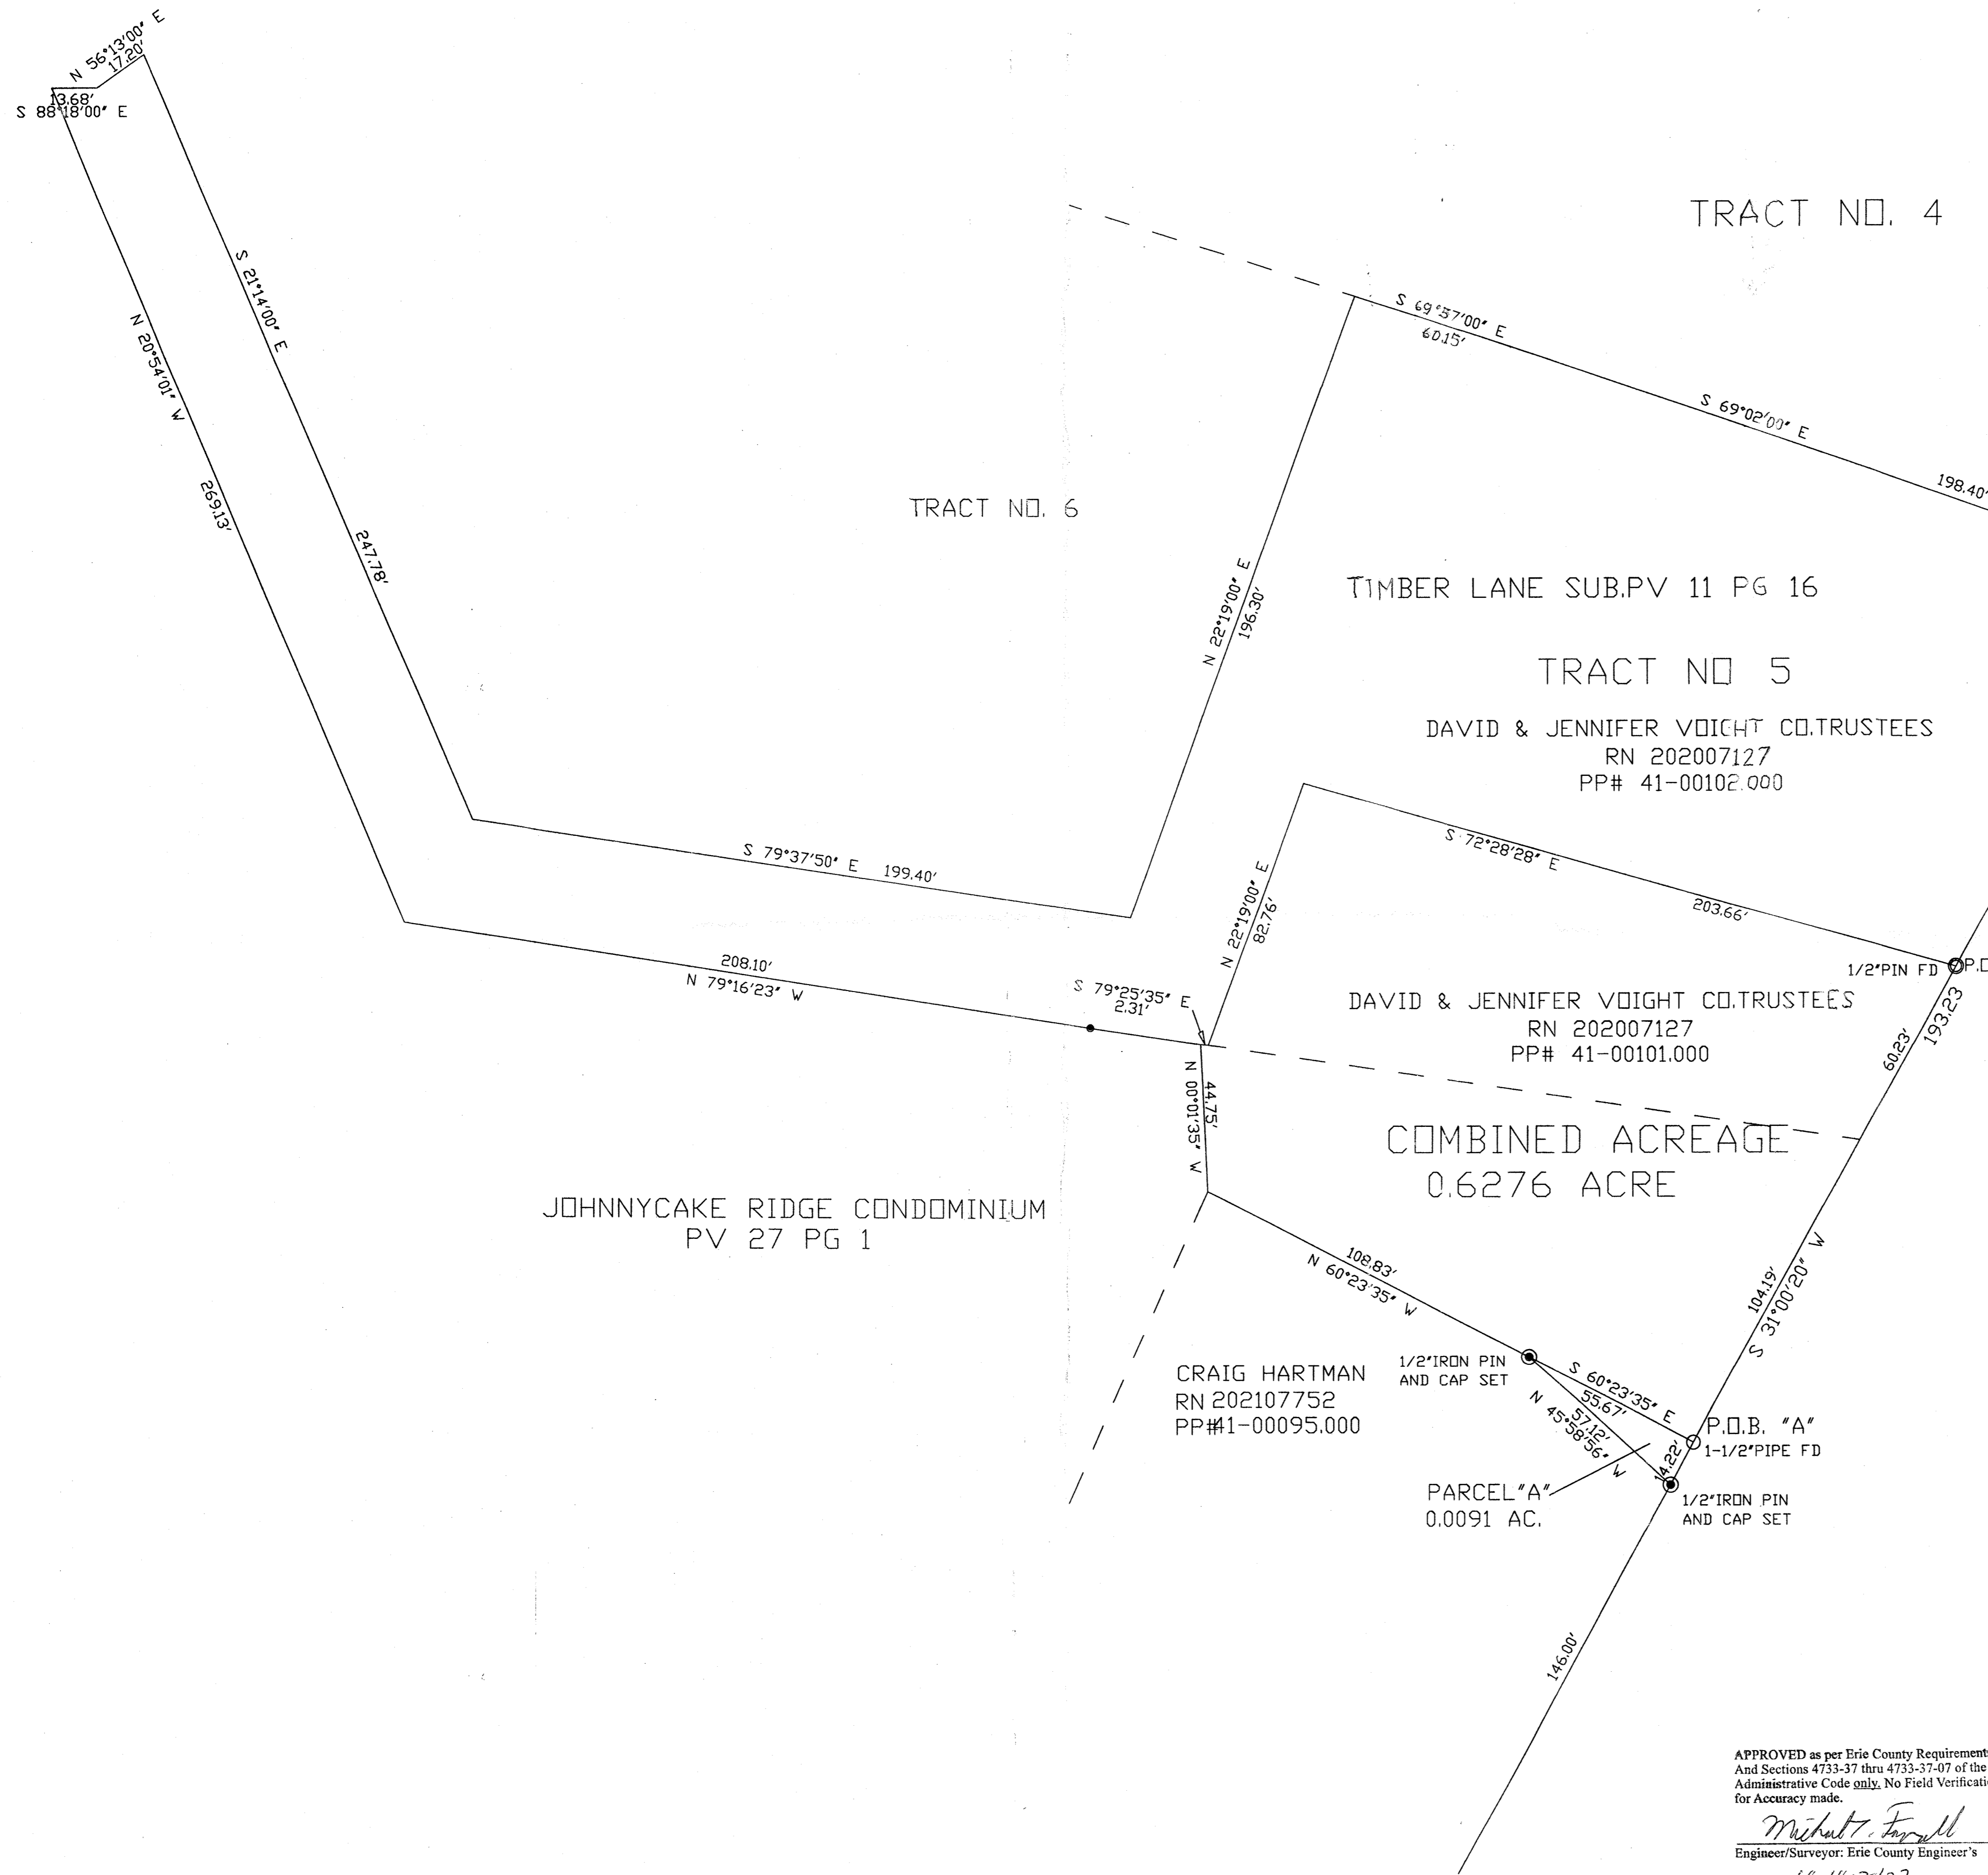 N 56°13'00" E
17.20'
13.68'
S 88°18'00" E
TRACT NO. 4
S 21°14'00" E
247.78'
N 20°54'01" W
269.13'
S 69°57'00" E
60.15'
S 69°02'00" E
198.40'
TRACT NO. 6
N 22°19'00" E
196.30'
TIMBER LANE SUB.PV 11 PG 16
TRACT NO 5
DAVID & JENNIFER VOIGHT CO.TRUSTEES
RN 202007127
PP# 41-00102.000
S 72°28'28" E
203.66'
S 79°37'50" E 199.40'
N 22°19'00" E
82.76'
208.10'
N 79°16'23" W
S 79°25'35" E
2.31'
1/2"PIN FD
DAVID & JENNIFER VOIGHT CO.TRUSTEES
RN 202007127
PP# 41-00101.000
60.23'
193.23
44.75'
N 00°01'35" W
COMBINED ACREAGE
0.6276 ACRE
JOHNNYCAKE RIDGE CONDOMINIUM
PV 27 PG 1
108.83'
N 60°23'35" W
104.19'
S 31°00'20" W
CRAIG HARTMAN
RN 202107752
PP#41-00095.000
1/2"IRON PIN
AND CAP SET
S 60°23'35" E
55.67'
57.12'
N 45°58'56" W
P.O.B. "A"
1-1/2"PIPE FD
14.22'
PARCEL"A"
0.0091 AC.
1/2"IRON PIN
AND CAP SET
146.00'
APPROVED as per Erie County Requirement
And Sections 4733-37 thru 4733-37-07 of the
Administrative Code only. No Field Verificati
for Accuracy made.
Engineer/Surveyor: Erie County Engineer's